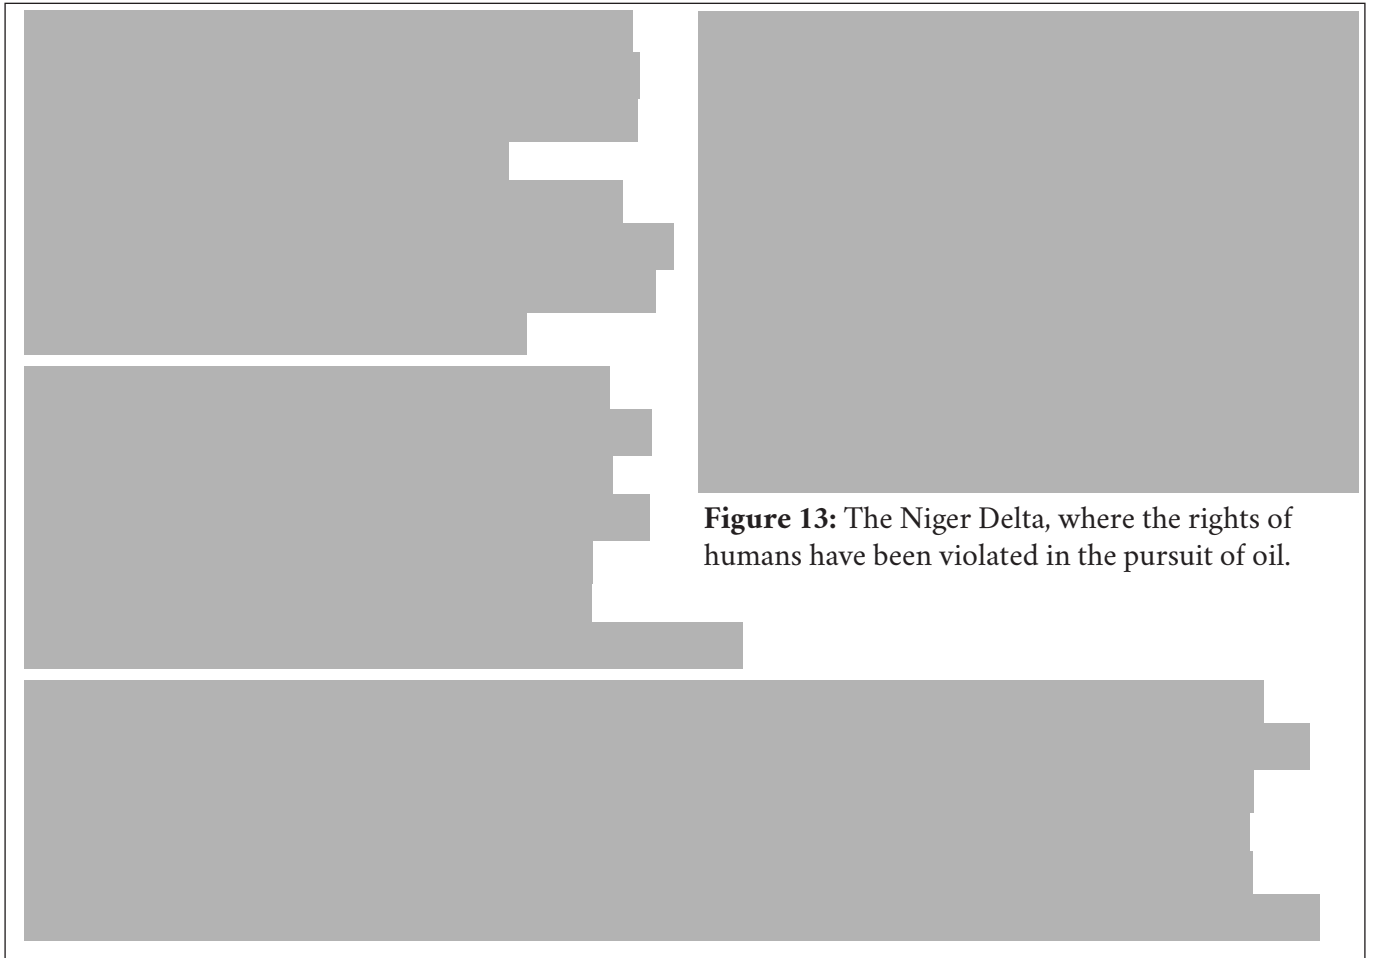 Figure 13: The Niger Delta, where the rights of
humans have been violated in the pursuit of oil.